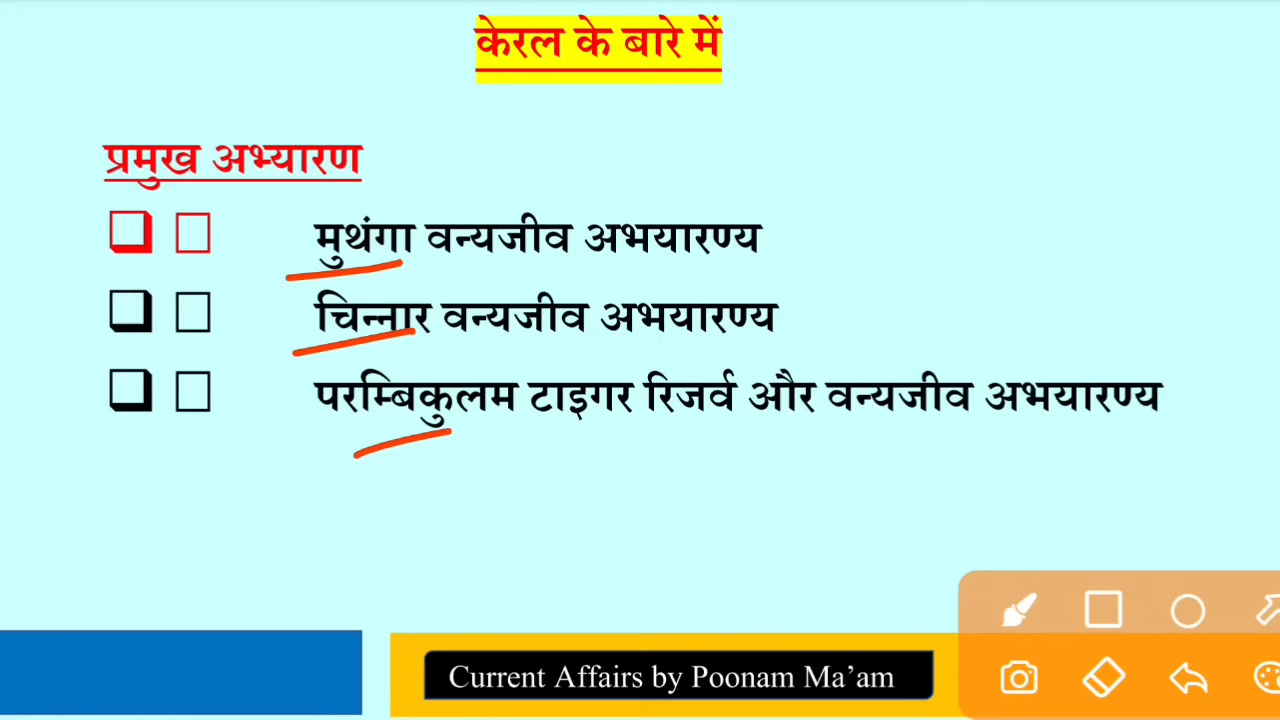 केरल के बारे में
प्रमुख अभ्यारण
मुथंगा वन्यजीव अभयारण्य
चिन्नार वन्यजीव अभयारण्य
परम्बिकुलम टाइगर रिजर्व और वन्यजीव अभयारण्य
Current Affairs by Poonam Ma’am